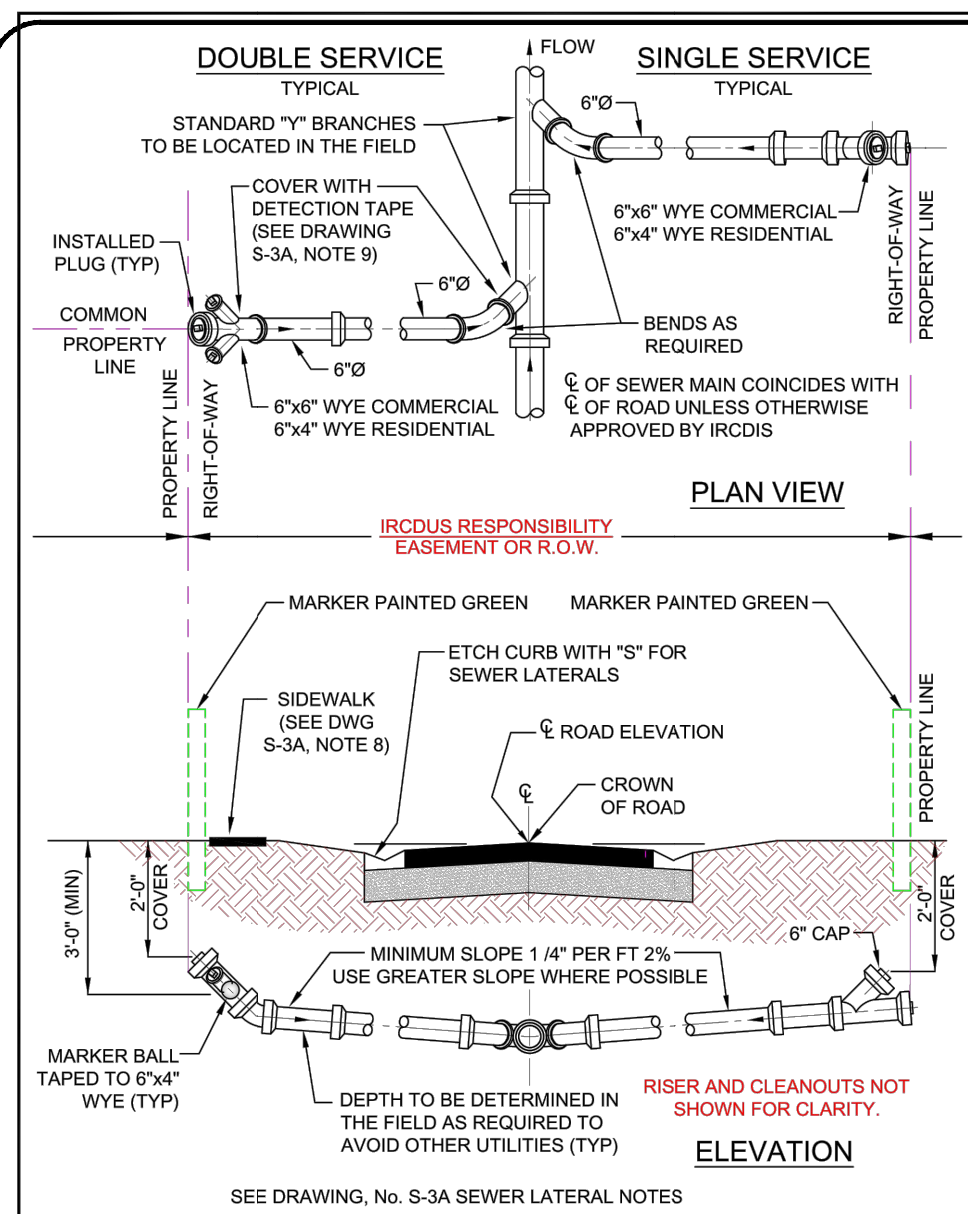 DOUBLE SERVICE
TYPICAL
FLOW
SINGLE SERVICE
TYPICAL
STANDARD "Y" BRANCHES
TO BE LOCATED IN THE FIELD
6"Ø
COVER WITH
DETECTION TAPE
(SEE DRAWING
S-3A, NOTE 9)
6"x6" WYE COMMERCIAL
6"x4" WYE RESIDENTIAL
RIGHT-OF-WAY
PROPERTY LINE
INSTALLED
PLUG (TYP)
6"Ø
COMMON
PROPERTY
LINE
BENDS AS
REQUIRED
6"Ø
6"x6" WYE COMMERCIAL
6"x4" WYE RESIDENTIAL
℄ OF SEWER MAIN COINCIDES WITH
℄ OF ROAD UNLESS OTHERWISE
APPROVED BY IRCDIS
PROPERTY LINE
RIGHT-OF-WAY
PLAN VIEW
IRCDUS RESPONSIBILITY
EASEMENT OR R.O.W.
MARKER PAINTED GREEN
MARKER PAINTED GREEN
ETCH CURB WITH "S" FOR
SEWER LATERALS
SIDEWALK
(SEE DWG
S-3A, NOTE 8)
℄ ROAD ELEVATION
PROPERTY LINE
℄
CROWN
OF ROAD
3'-0" (MIN)
2'-0"
COVER
2'-0"
COVER
6" CAP
MINIMUM SLOPE 1 /4" PER FT 2%
USE GREATER SLOPE WHERE POSSIBLE
MARKER BALL
TAPED TO 6"x4"
WYE (TYP)
DEPTH TO BE DETERMINED IN
THE FIELD AS REQUIRED TO
AVOID OTHER UTILITIES (TYP)
RISER AND CLEANOUTS NOT
SHOWN FOR CLARITY.
ELEVATION
SEE DRAWING, No. S-3A SEWER LATERAL NOTES